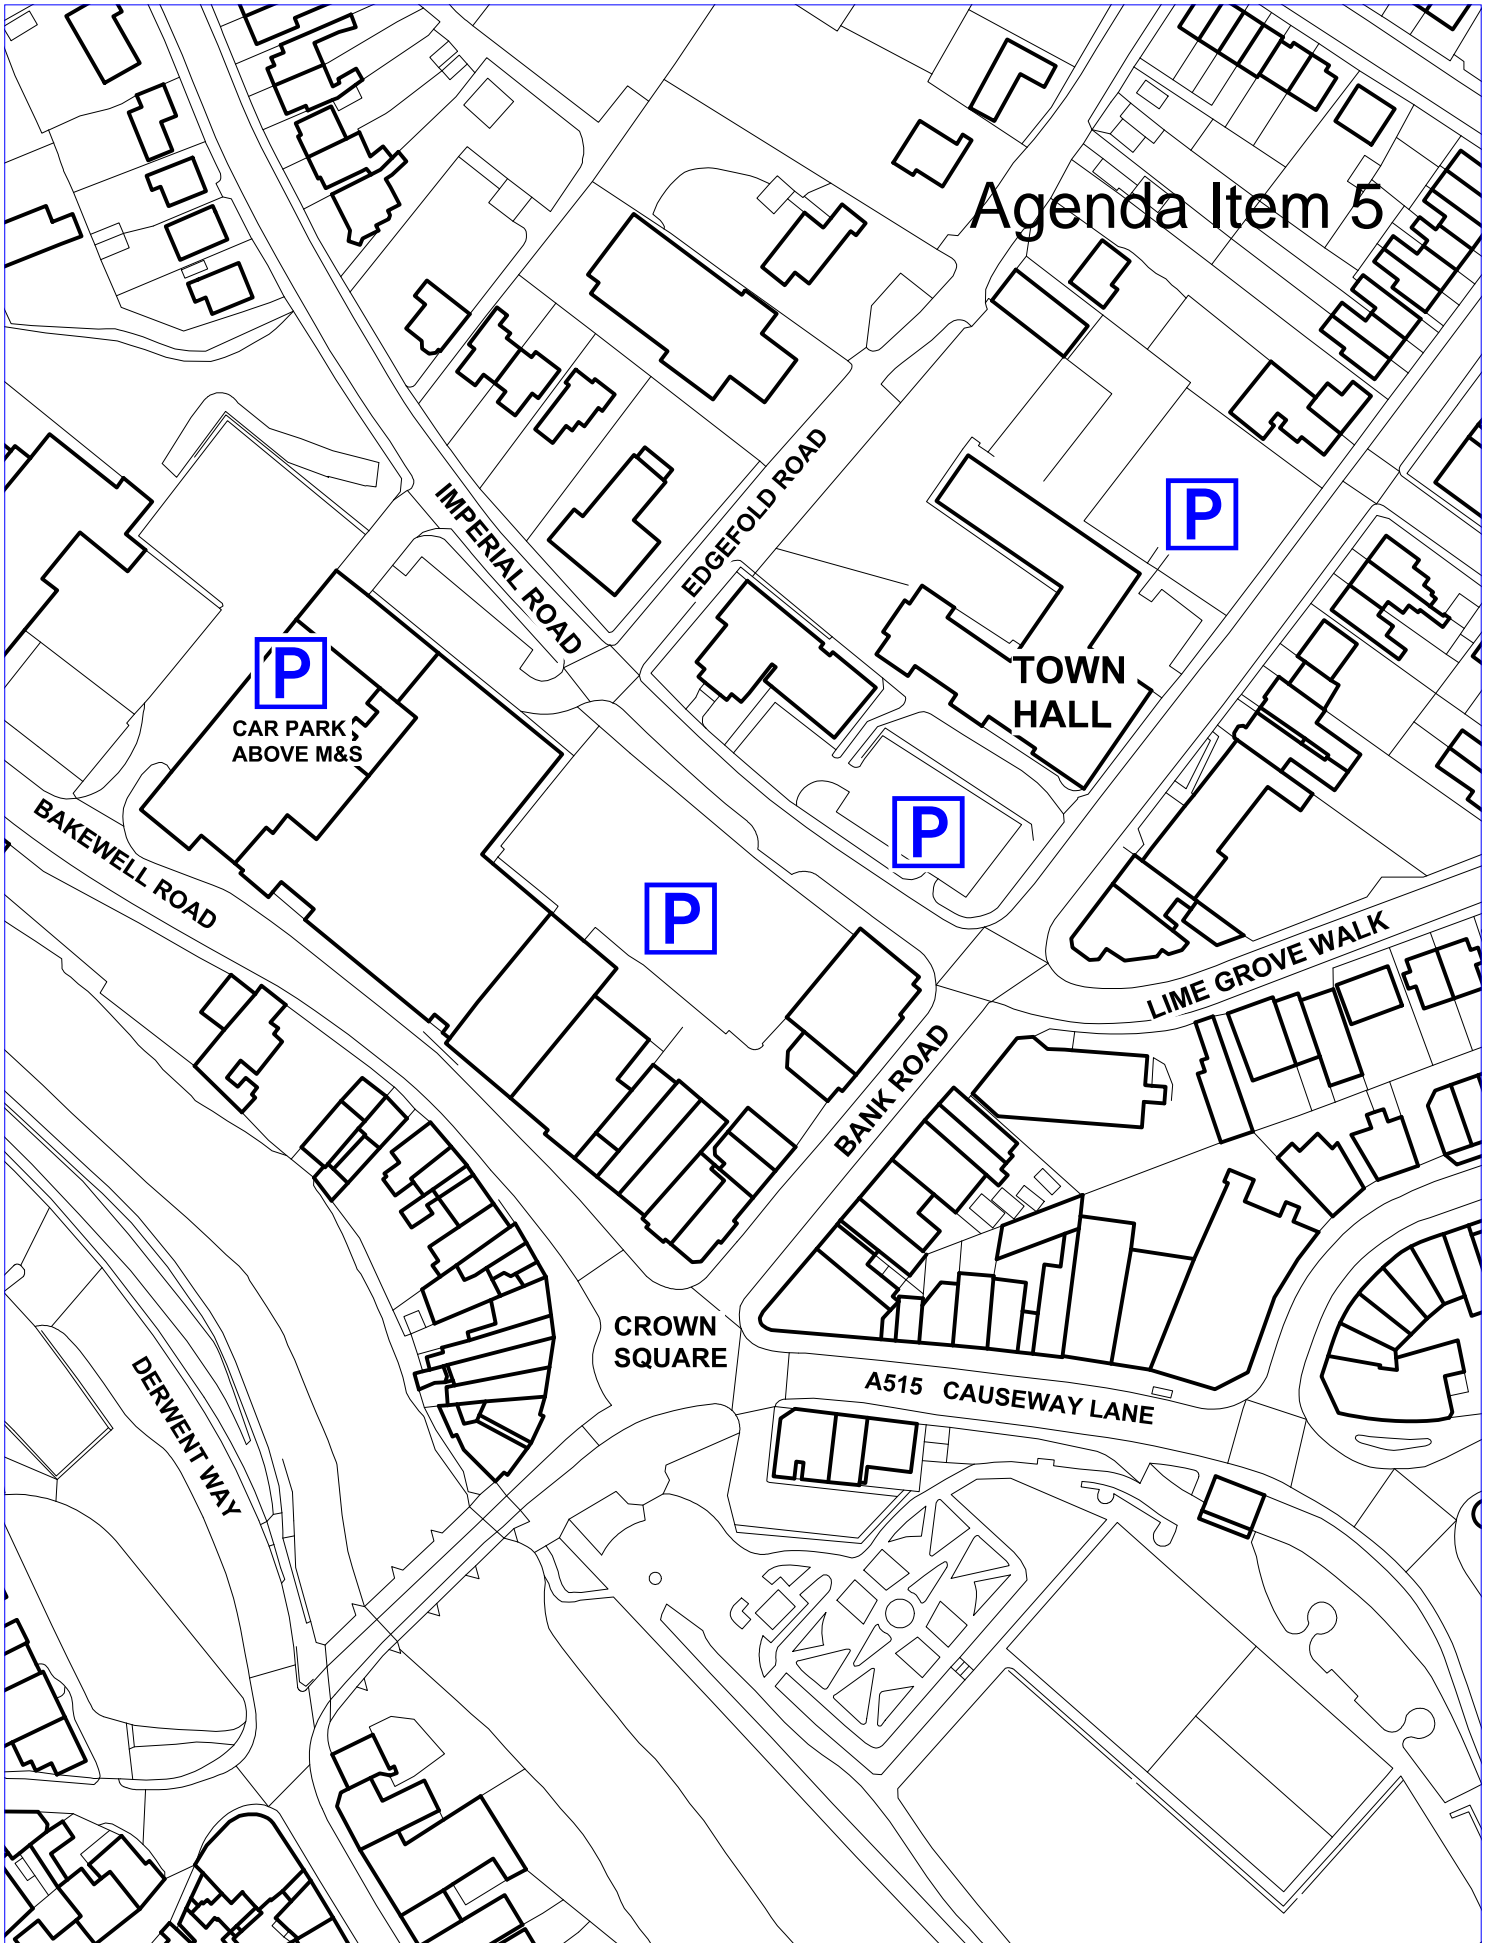 Agenda Item 5
IMPERIAL ROAD
EDGEFOLD ROAD
P
P
TOWN
HALL
CAR PARK
ABOVE M&S
P
P
BAKEWELL ROAD
LIME GROVE WALK
BANK ROAD
CROWN
SQUARE
A515 CAUSEWAY LANE
DERWENT WAY